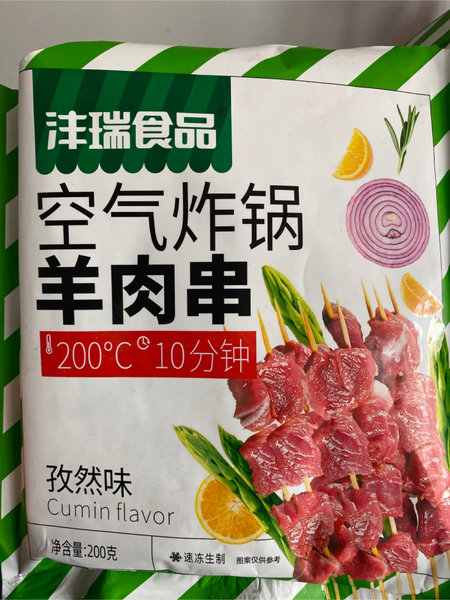 沣瑞食品®
空气炸锅
羊肉串
200°C 10分钟
孜然味
Cumin flavor
净含量:200克
速冻生制
图案仅供参考